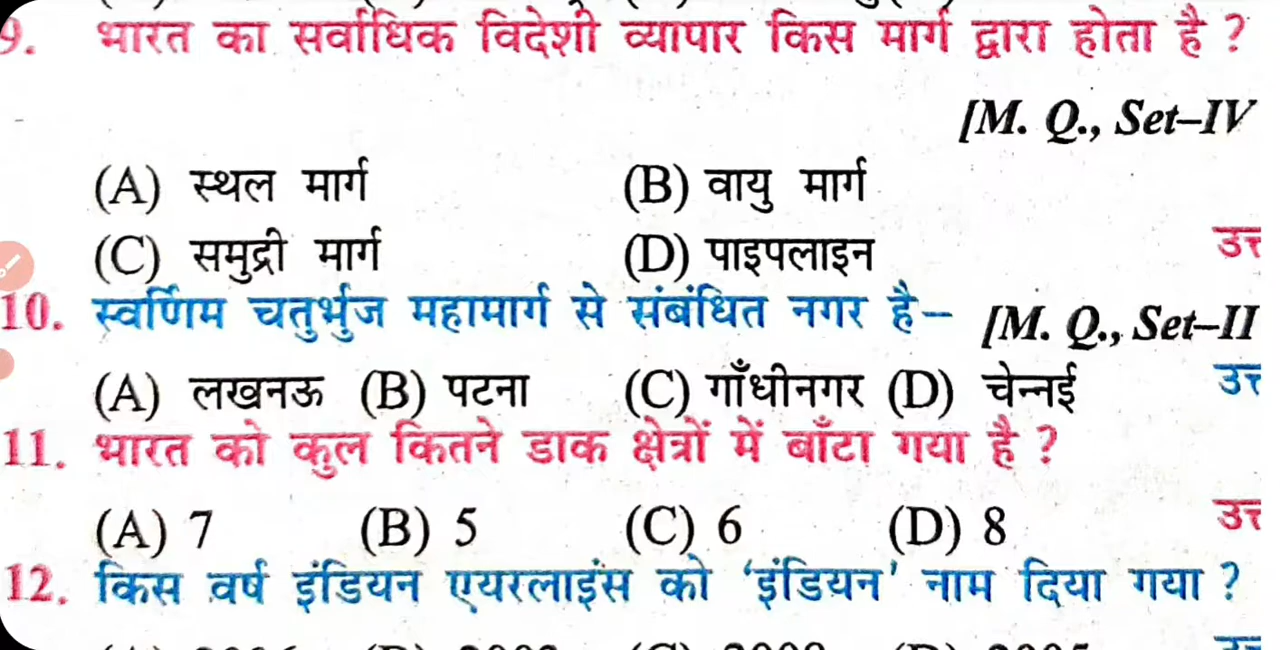 9. भारत का सर्वाधिक विदेशी व्यापार किस मार्ग द्वारा होता है ?
[M. Q., Set–IV
(A) स्थल मार्ग (B) वायु मार्ग
(C) समुद्री मार्ग (D) पाइपलाइन
10. स्वर्णिम चतुर्भुज महामार्ग से संबंधित नगर है– [M. Q., Set–II
(A) लखनऊ (B) पटना (C) गाँधीनगर (D) चेन्नई
11. भारत को कुल कितने डाक क्षेत्रों में बाँटा गया है ?
(A) 7 (B) 5 (C) 6 (D) 8
12. किस वर्ष इंडियन एयरलाइंस को ‘इंडियन’ नाम दिया गया ?